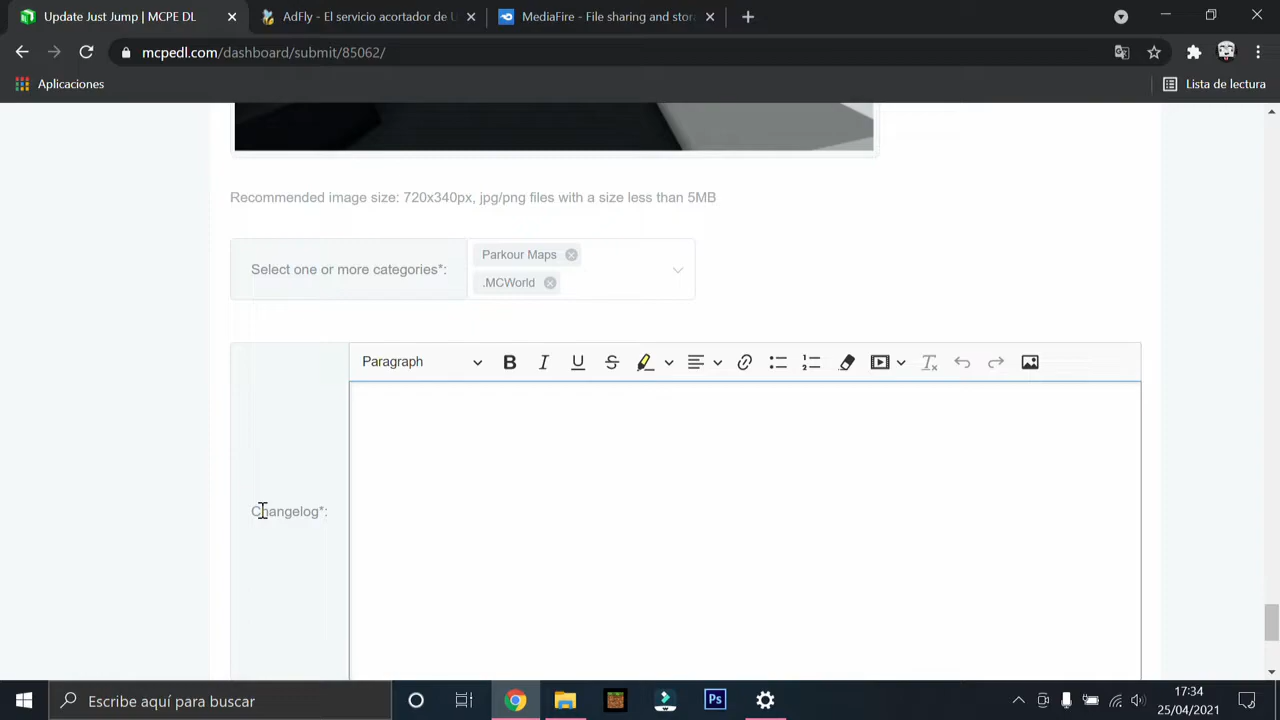 Update Just Jump | MCPE DL
AdFly - El servicio acortador de U
MediaFire - File sharing and stor
mcpedl.com/dashboard/submit/85062/
Aplicaciones
Lista de lectura
Recommended image size: 720x340px, jpg/png files with a size less than 5MB
Select one or more categories*:
Parkour Maps
.MCWorld
Paragraph
Changelog*:
Escribe aquí para buscar
Ps
17:34
25/04/2021